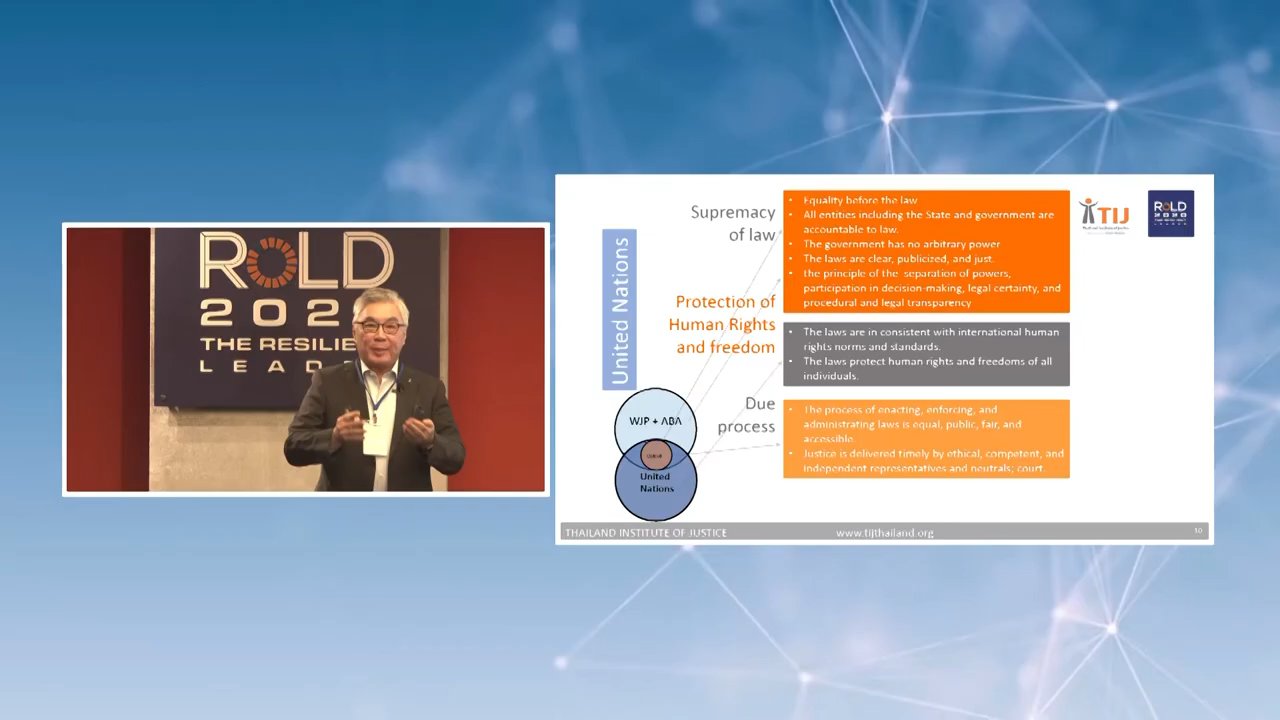 ROLD
202
THE RESILIE
LEAD
United Nations
Supremacy
of law
Protection of
Human Rights
and freedom
Due
process
• Equality before the law
• All entities including the State and government are
accountable to law.
• The government has no arbitrary power
• The laws are clear, publicized, and just.
• the principle of the separation of powers,
participation in decision-making, legal certainty, and
procedural and legal transparency
• The laws are in consistent with international human
rights norms and standards.
• The laws protect human rights and freedoms of all
individuals.
• The process of enacting, enforcing, and
administrating laws is equal, public, fair, and
accessible.
• Justice is delivered timely by ethical, competent, and
independent representatives and neutrals; court.
WJP + ABA
United
Nations
TIJ
ROLD
2020
THAILAND INSTITUTE OF JUSTICE
www.tijthailand.org
10